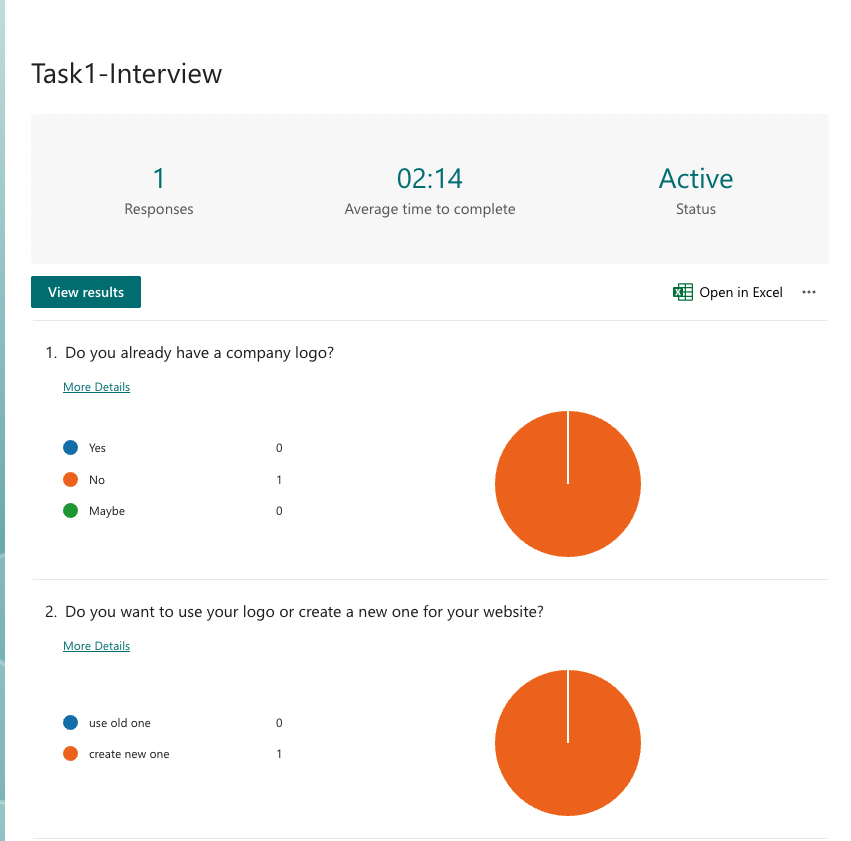 Task1-Interview
1 02:14 Active
Responses Average time to complete Status
View results Open in Excel ...
1. Do you already have a company logo?
More Details
Yes 0
No 1
Maybe 0
2. Do you want to use your logo or create a new one for your website?
More Details
use old one 0
create new one 1